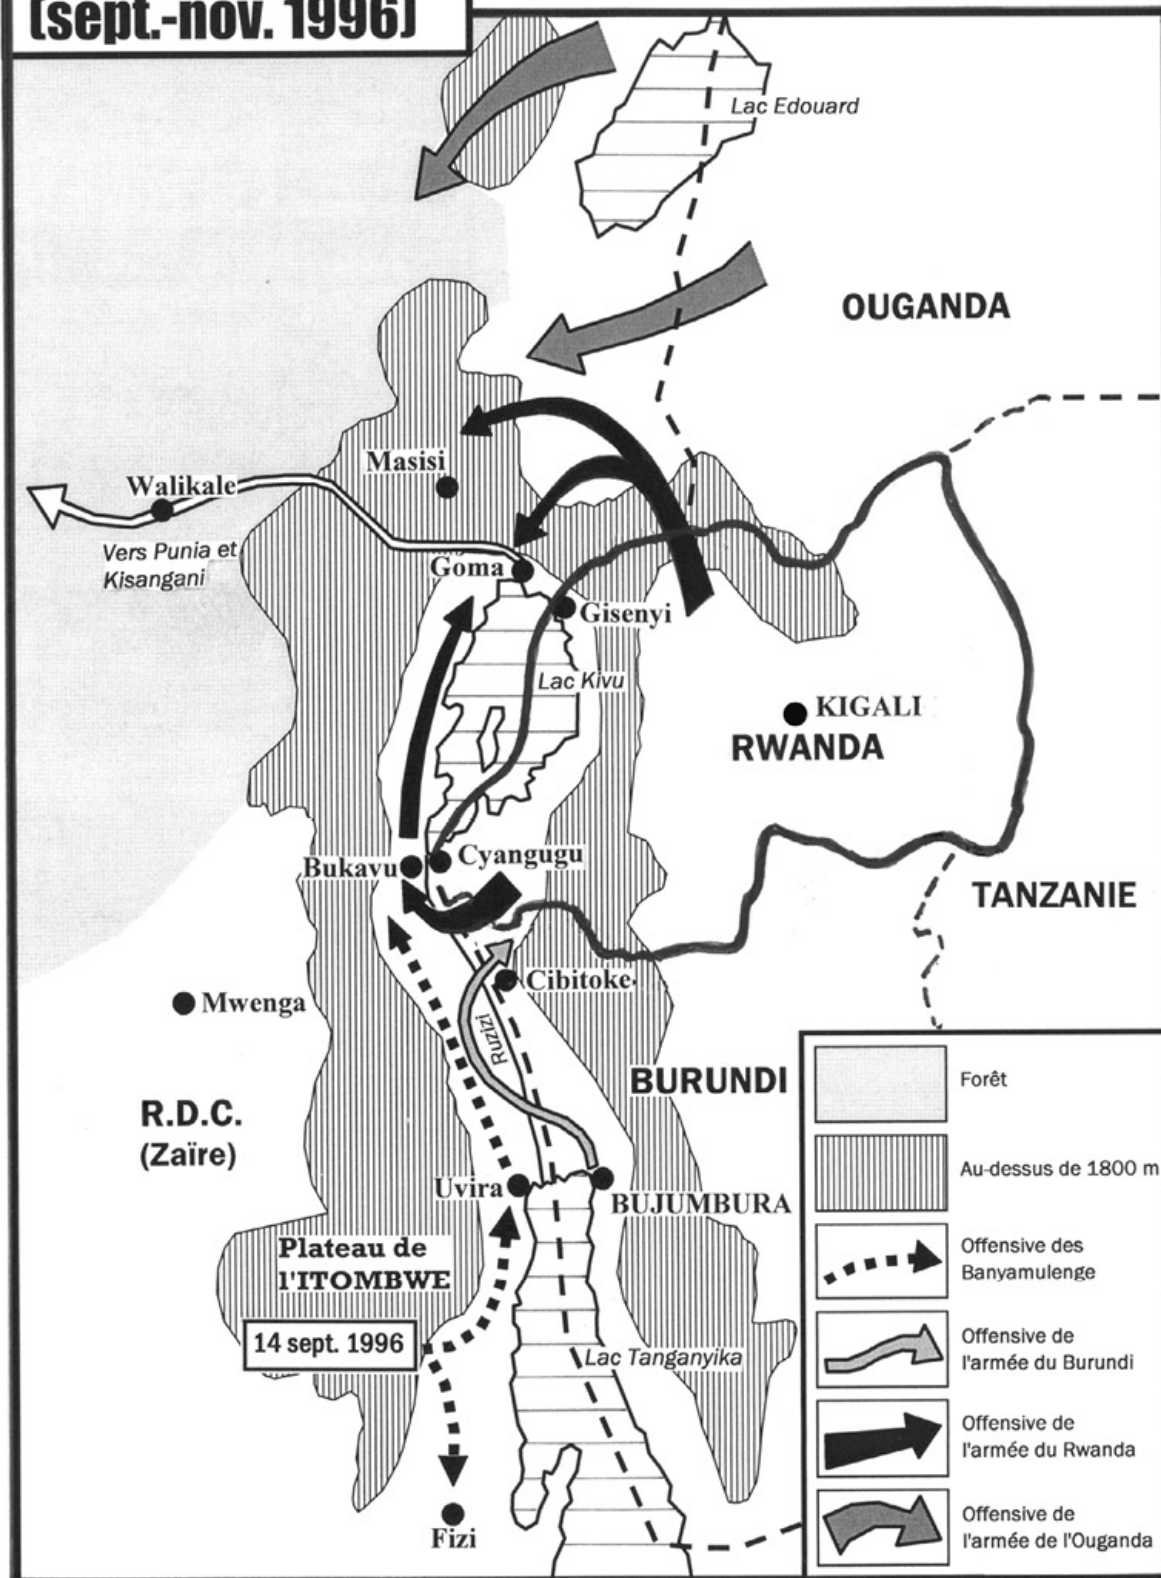 (sept.-nov. 1996)
Lac Edouard
OUGANDA
Masisi
Walikale
Vers Punia et
Kisangani
Goma
Gisenyi
Lac Kivu
KIGALI
RWANDA
Bukavu
Cyangugu
TANZANIE
Cibitoke
Mwenga
Ruzizi
BURUNDI
R.D.C.
(Zaïre)
Uvira
BUJUMBURA
Plateau de
l'ITOMBWE
14 sept. 1996
Lac Tanganyika
Fizi
Forêt
Au-dessus de 1800 m
Offensive des
Banyamulenge
Offensive de
l'armée du Burundi
Offensive de
l'armée du Rwanda
Offensive de
l'armée de l'Ouganda